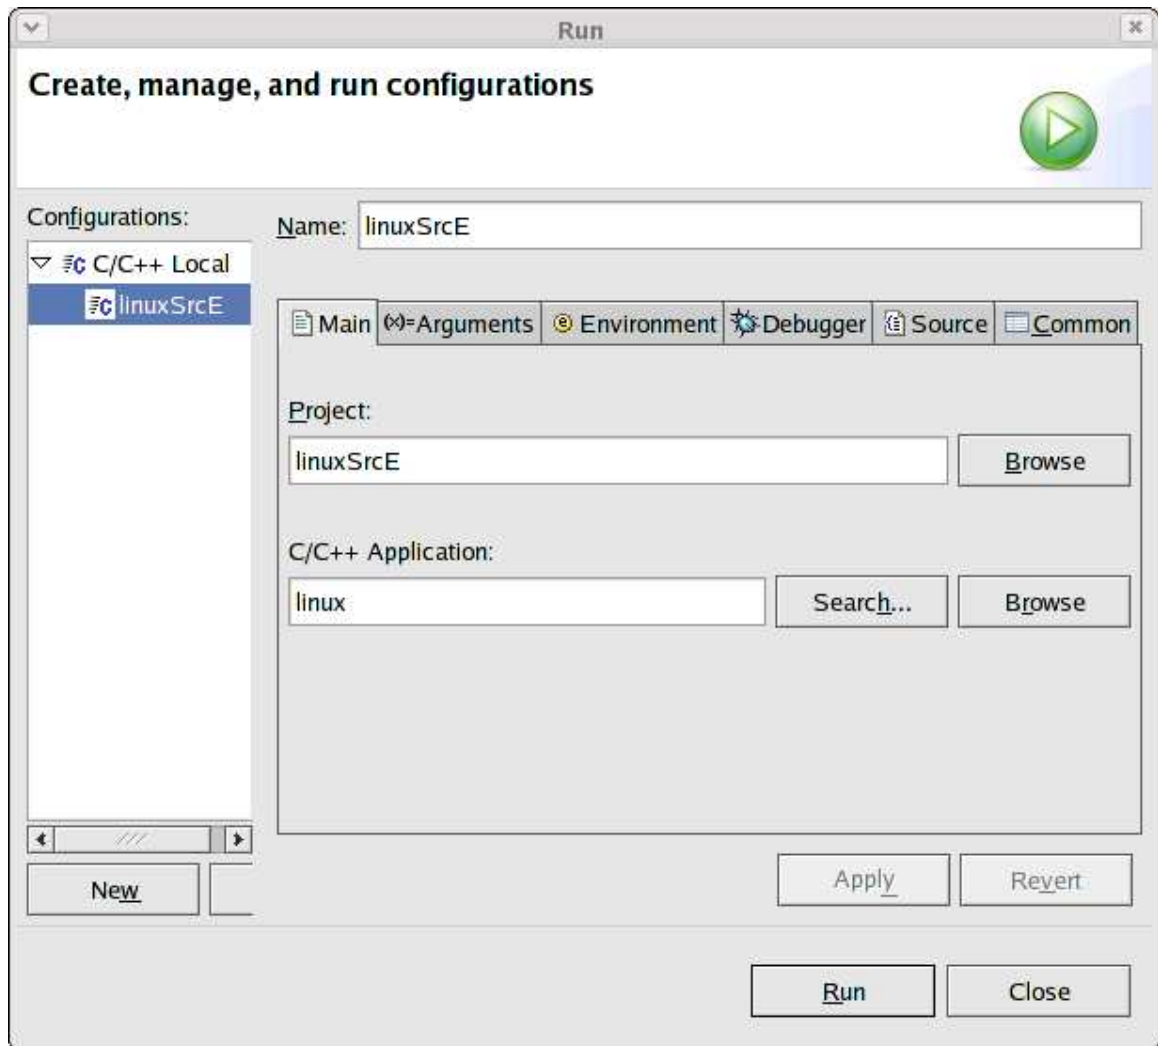 Run
Create, manage, and run configurations
Configurations:
C/C++ Local
linuxSrcE
New
Name: linuxSrcE
Main (x)=Arguments Environment Debugger Source Common
Project:
linuxSrcE Browse
C/C++ Application:
linux Search... Browse
Apply Revert
Run Close